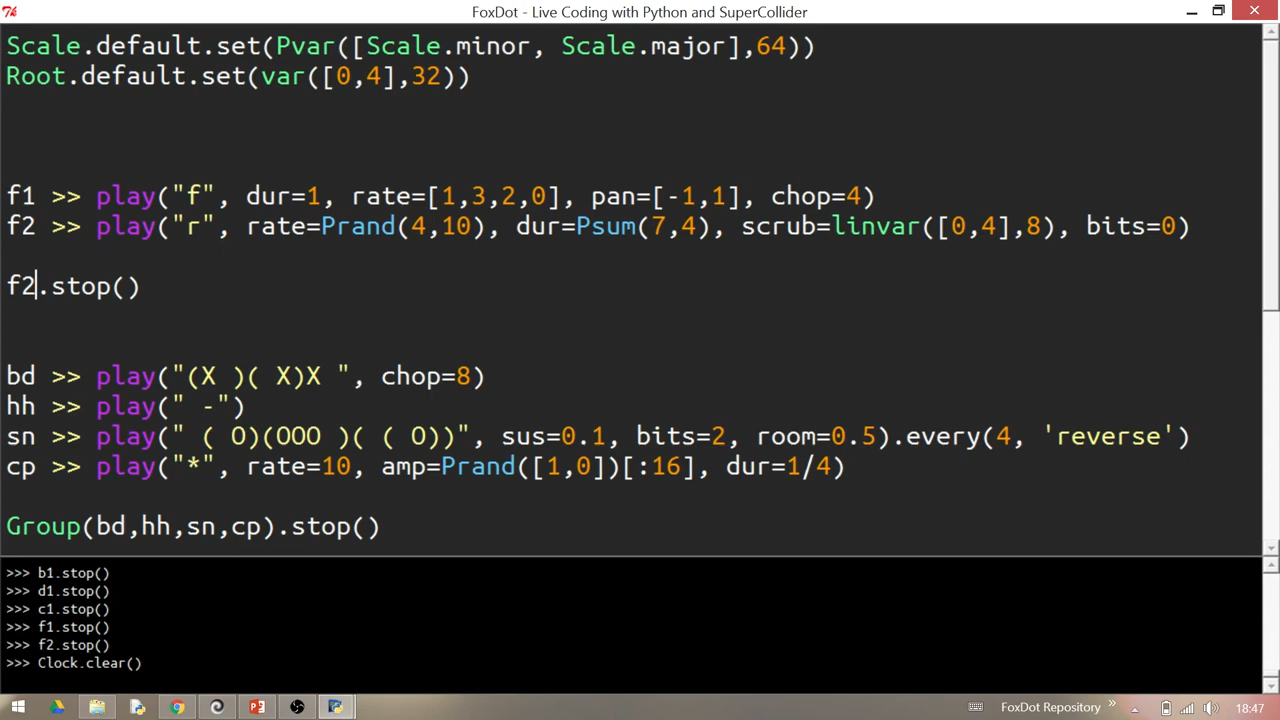 FoxDot - Live Coding with Python and SuperCollider
Scale.default.set(Pvar([Scale.minor, Scale.major],64))
Root.default.set(var([0,4],32))
f1 >> play("f", dur=1, rate=[1,3,2,0], pan=[-1,1], chop=4)
f2 >> play("r", rate=Prand(4,10), dur=Psum(7,4), scrub=linvar([0,4],8), bits=0)
f2.stop()
bd >> play("(X )( X)X ", chop=8)
hh >> play(" -")
sn >> play(" ( O)(OOO )( ( O))", sus=0.1, bits=2, room=0.5).every(4, 'reverse')
cp >> play("*", rate=10, amp=Prand([1,0])[:16], dur=1/4)
Group(bd,hh,sn,cp).stop()
>>> b1.stop()
>>> d1.stop()
>>> c1.stop()
>>> f1.stop()
>>> f2.stop()
>>> Clock.clear()
FoxDot Repository » 18:47